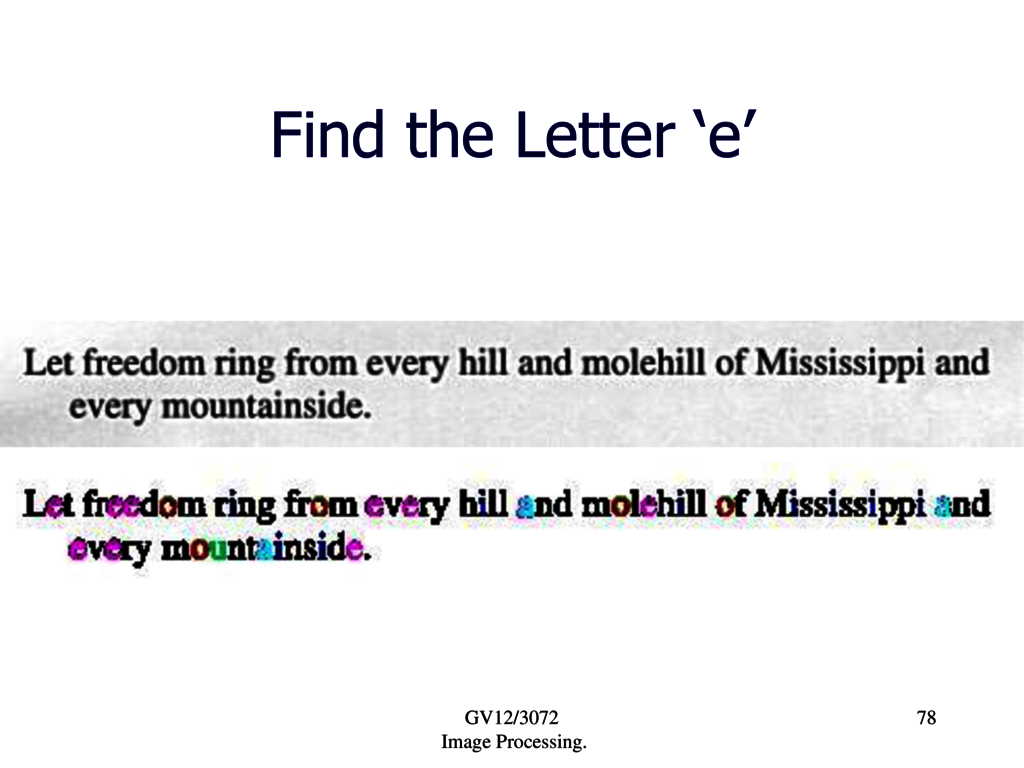 Find the Letter ‘e’
Let freedom ring from every hill and molehill of Mississippi and
every mountainside.
Let freedom ring from every hill and molehill of Mississippi and
every mountainside.
GV12/3072
Image Processing.
78